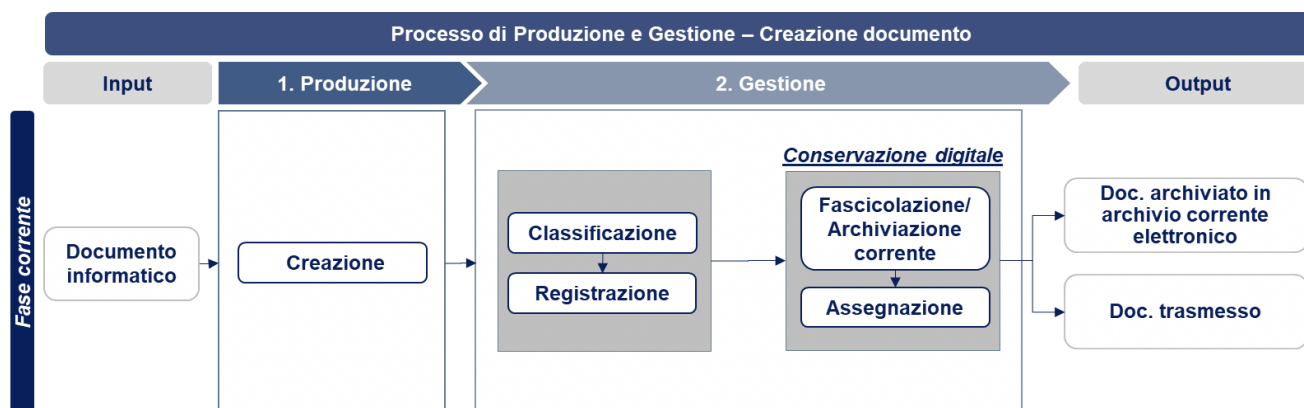 Processo di Produzione e Gestione – Creazione documento
Input
1. Produzione
2. Gestione
Output
Fase corrente
Documento
informatico
Creazione
Classificazione
Registrazione
Conservazione digitale
Fascicolazione/
Archiviazione
corrente
Assegnazione
Doc. archiviato in
archivio corrente
elettronico
Doc. trasmesso